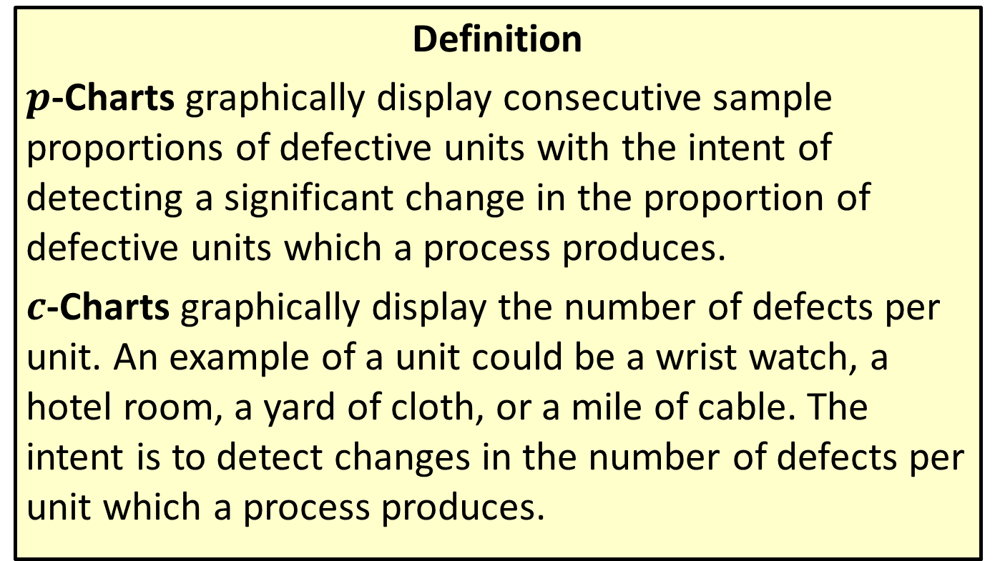 Definition
p-Charts graphically display consecutive sample
proportions of defective units with the intent of
detecting a significant change in the proportion of
defective units which a process produces.
c-Charts graphically display the number of defects per
unit. An example of a unit could be a wrist watch, a
hotel room, a yard of cloth, or a mile of cable. The
intent is to detect changes in the number of defects per
unit which a process produces.